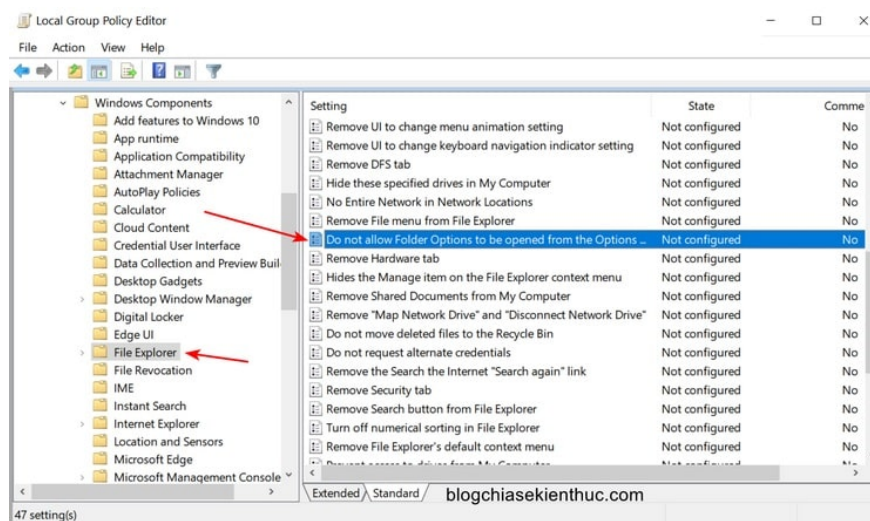 Local Group Policy Editor
File Action View Help
Windows Components
Add features to Windows 10
App runtime
Application Compatibility
Attachment Manager
AutoPlay Policies
Calculator
Cloud Content
Credential User Interface
Data Collection and Preview Buil
Desktop Gadgets
Desktop Window Manager
Digital Locker
Edge UI
File Explorer
File Revocation
IME
Instant Search
Internet Explorer
Location and Sensors
Microsoft Edge
Microsoft Management Console
Setting State Comme
Remove UI to change menu animation setting Not configured No
Remove UI to change keyboard navigation indicator setting Not configured No
Remove DFS tab Not configured No
Hide these specified drives in My Computer Not configured No
No Entire Network in Network Locations Not configured No
Remove File menu from File Explorer Not configured No
Do not allow Folder Options to be opened from the Options ... Not configured No
Remove Hardware tab Not configured No
Hides the Manage item on the File Explorer context menu Not configured No
Remove Shared Documents from My Computer Not configured No
Remove "Map Network Drive" and "Disconnect Network Drive" Not configured No
Do not move deleted files to the Recycle Bin Not configured No
Do not request alternate credentials Not configured No
Remove the Search the Internet "Search again" link Not configured No
Remove Security tab Not configured No
Remove Search button from File Explorer Not configured No
Turn off numerical sorting in File Explorer Not configured No
Remove File Explorer's default context menu Not configured No
Extended Standard
blogchiasekienthuc.com
47 setting(s)